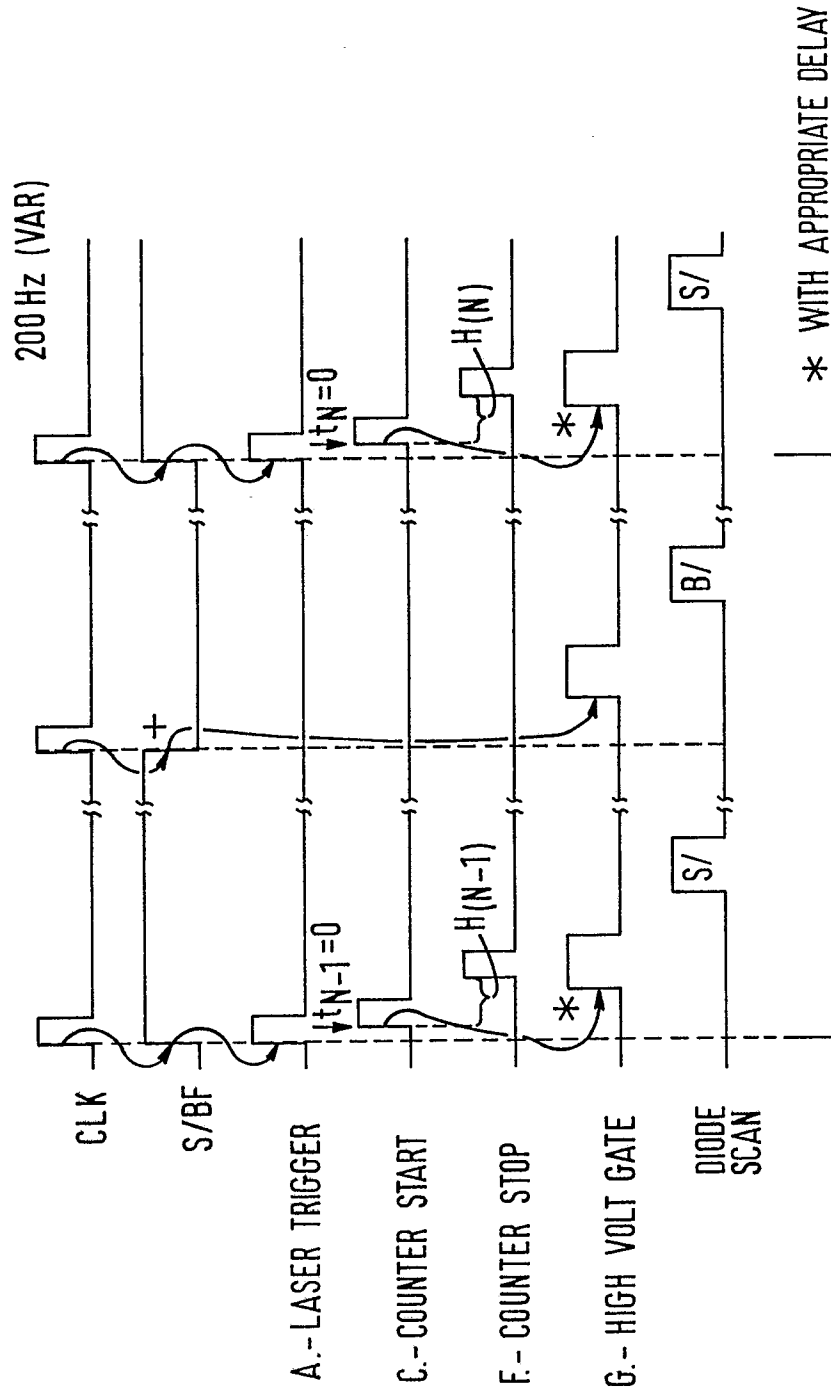 200 Hz (VAR)
CLK
S/BF
+
A.- LASER TRIGGER
tN-1=0
tN=0
C.- COUNTER START
H(N-1)
H(N)
F.- COUNTER STOP
*
*
G.- HIGH VOLT GATE
S/
B/
S/
DIODE
SCAN
* WITH APPROPRIATE DELAY